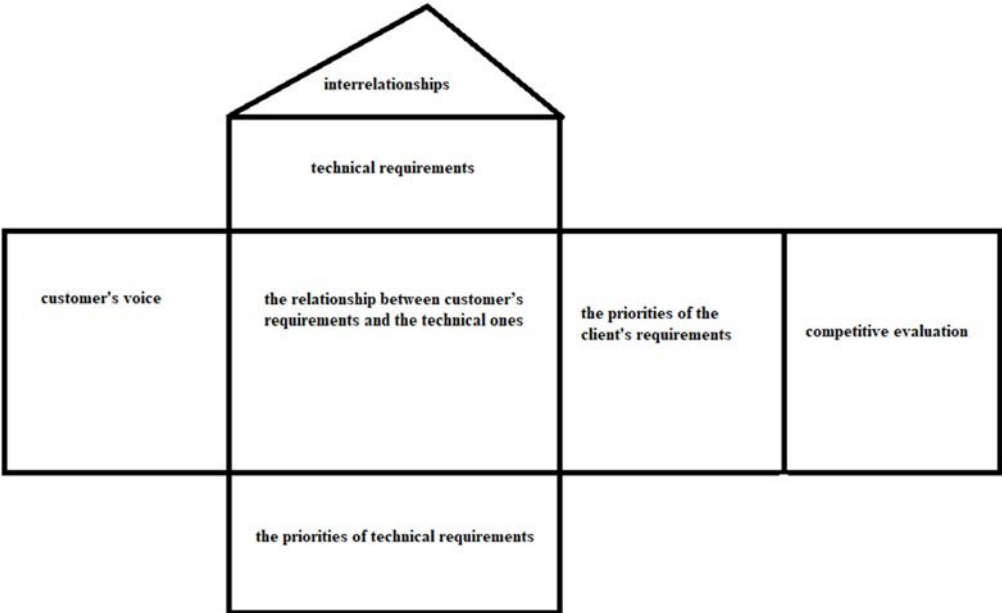 interrelationships
technical requirements
customer's voice
the relationship between customer’s
requirements and the technical ones
the priorities of the
client's requirements
competitive evaluation
the priorities of technical requirements